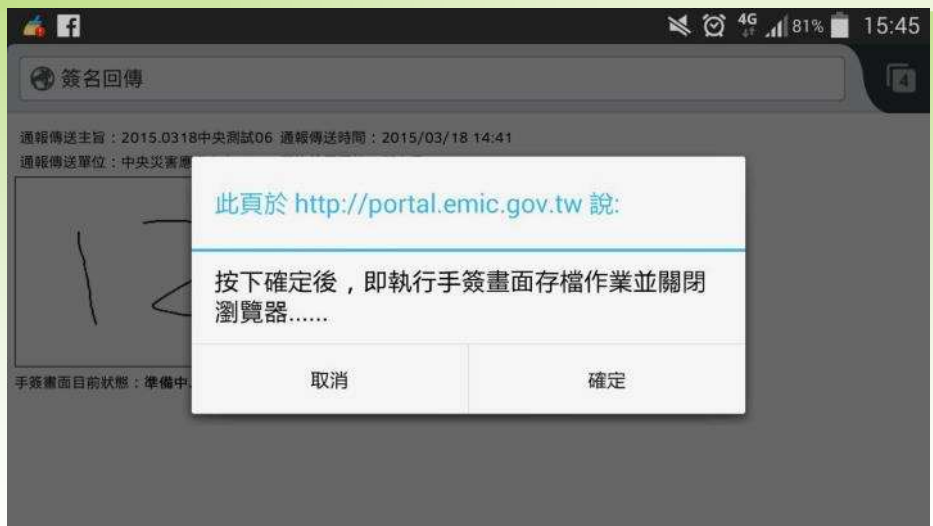 4G 81% 15:45
簽名回傳 4
通報傳送主旨：2015.0318中央測試06 通報傳送時間：2015/03/18 14:41
通報傳送單位：中央災害應
此頁於 http://portal.emic.gov.tw 說:
按下確定後，即執行手簽畫面存檔作業並關閉
瀏覽器......
手簽畫面目前狀態：準備中.
取消 確定